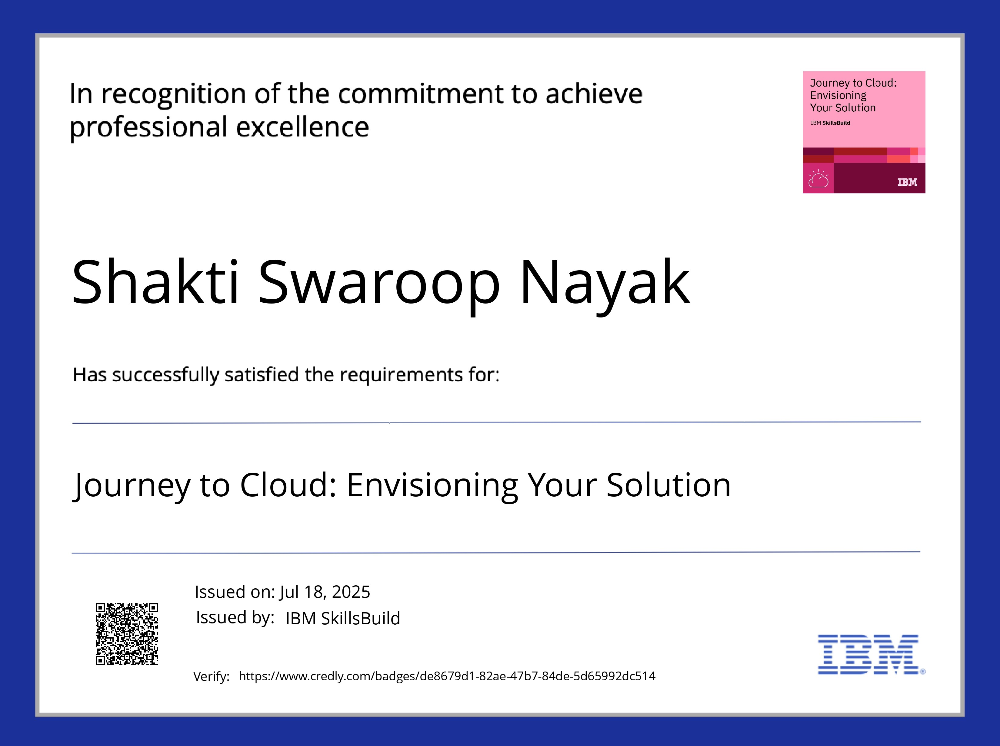 In recognition of the commitment to achieve
professional excellence
Journey to Cloud:
Envisioning
Your Solution
IBM SkillsBuild
IBM
Shakti Swaroop Nayak
Has successfully satisfied the requirements for:
Journey to Cloud: Envisioning Your Solution
Issued on: Jul 18, 2025
Issued by: IBM SkillsBuild
Verify: https://www.credly.com/badges/de8679d1-82ae-47b7-84de-5d65992dc514
IBM®